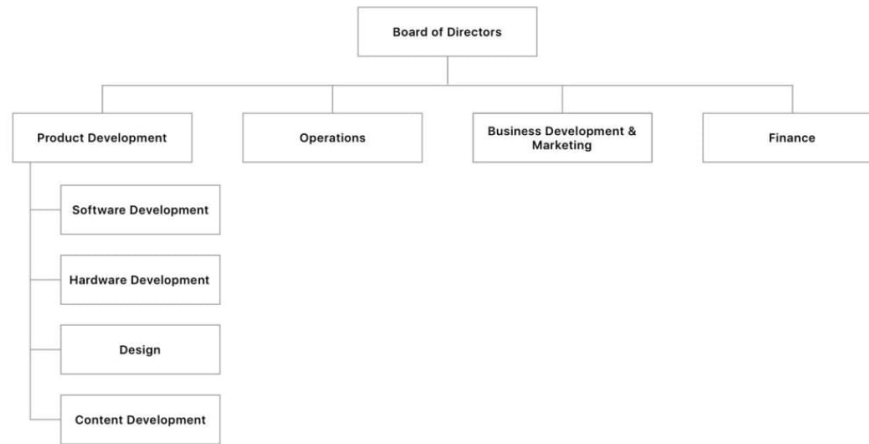 Board of Directors
Product Development
Operations
Business Development &
Marketing
Finance
Software Development
Hardware Development
Design
Content Development